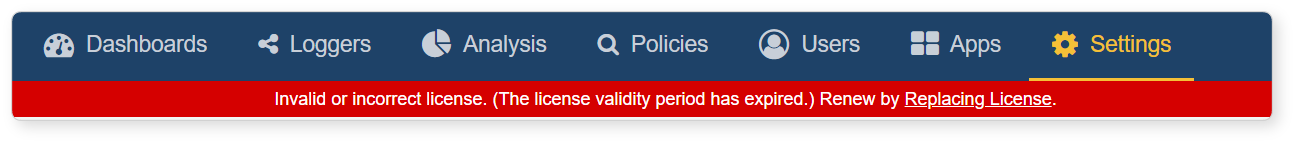 Dashboards Loggers Analysis Policies Users Apps Settings
Invalid or incorrect license. (The license validity period has expired.) Renew by Replacing License.